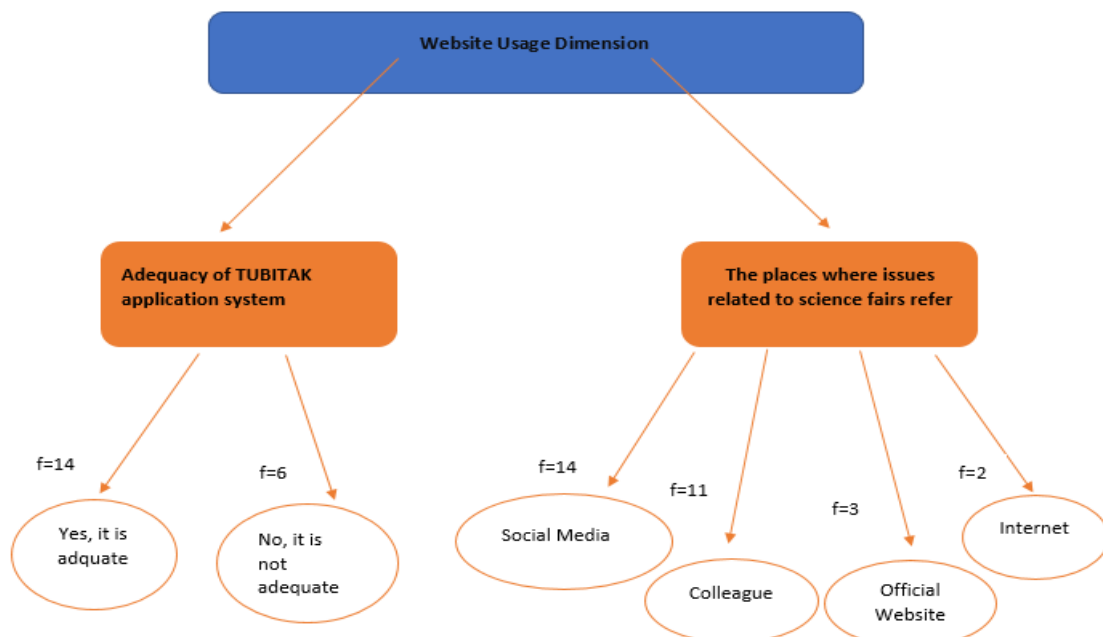 Website Usage Dimension
Adequacy of TUBITAK
application system
The places where issues
related to science fairs refer
f=14
f=6
f=14
f=11
f=3
f=2
Yes, it is
adquate
No, it is
not
adequate
Social Media
Colleague
Official
Website
Internet